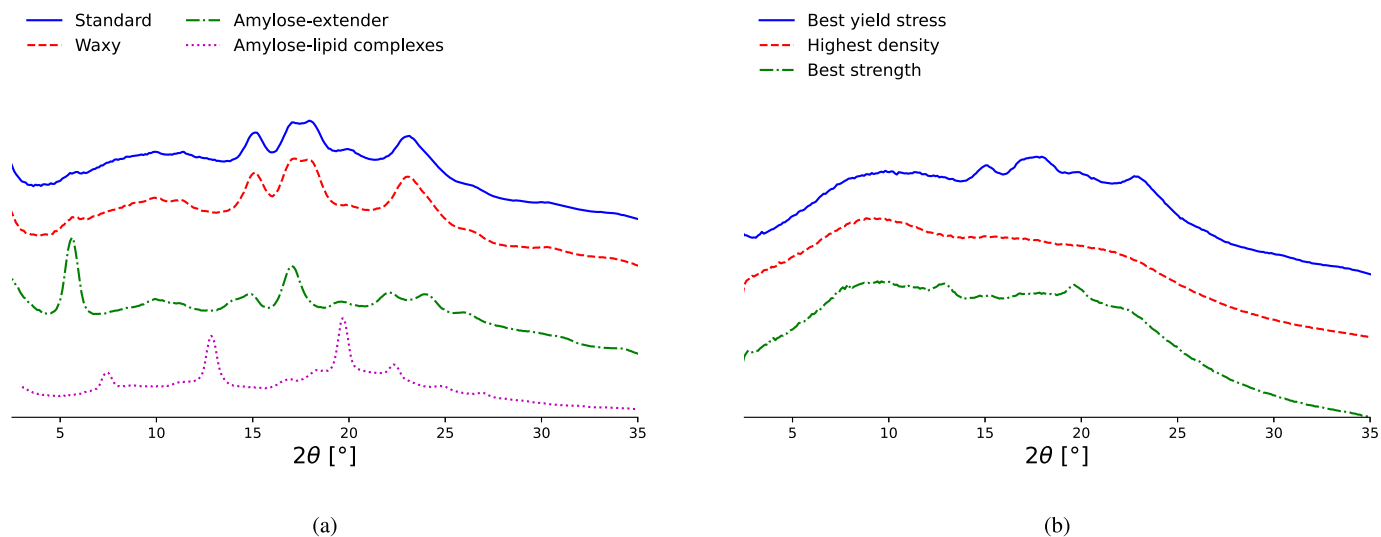 Standard
Waxy
Amylose-extender
Amylose-lipid complexes
5 10 15 20 25 30 35
2θ [°]
(a)
Best yield stress
Highest density
Best strength
5 10 15 20 25 30 35
2θ [°]
(b)